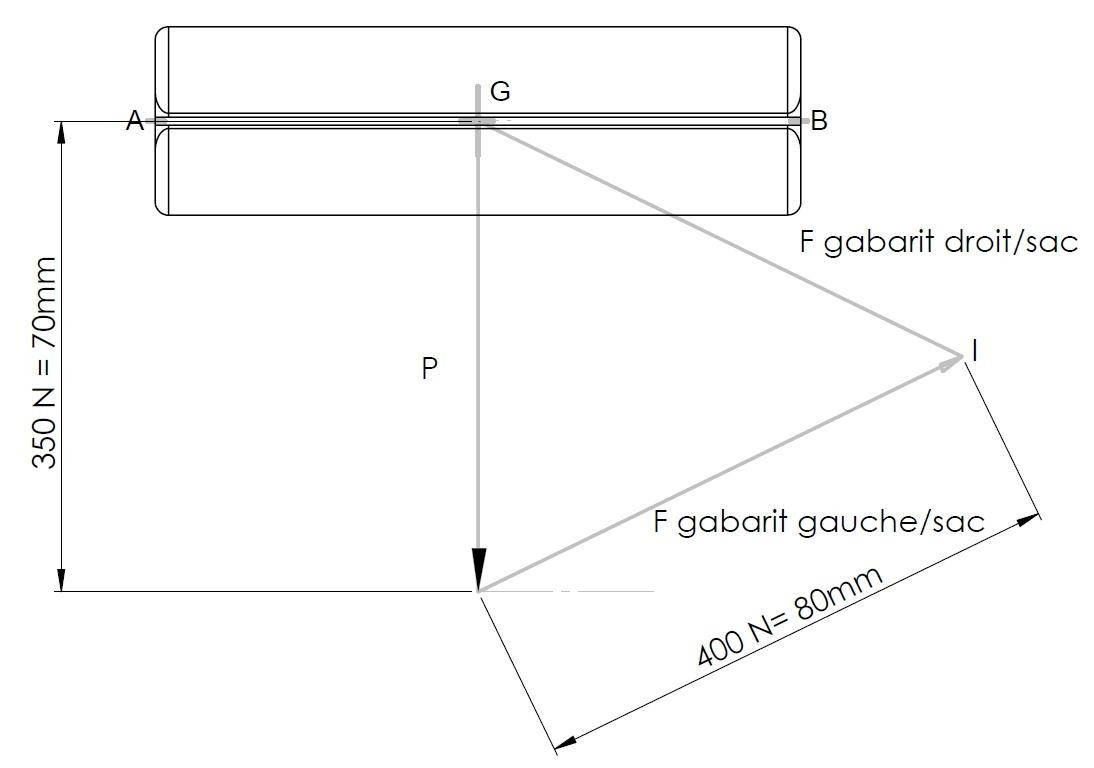 G
A
B
F gabarit droit/sac
350 N = 70mm
P
I
F gabarit gauche/sac
400 N= 80mm